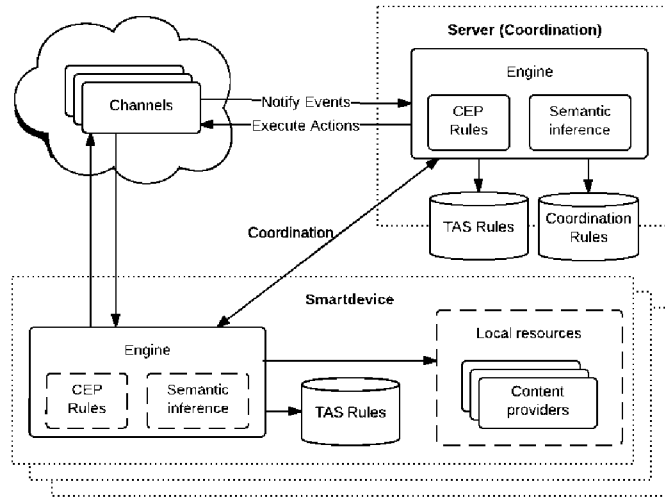 Server (Coordination)
Engine
Channels
Notify Events
Execute Actions
CEP
Rules
Semantic
inference
TAS Rules
Coordination
Rules
Coordination
Smartdevice
Engine
CEP
Rules
Semantic
inference
TAS Rules
Local resources
Content
providers